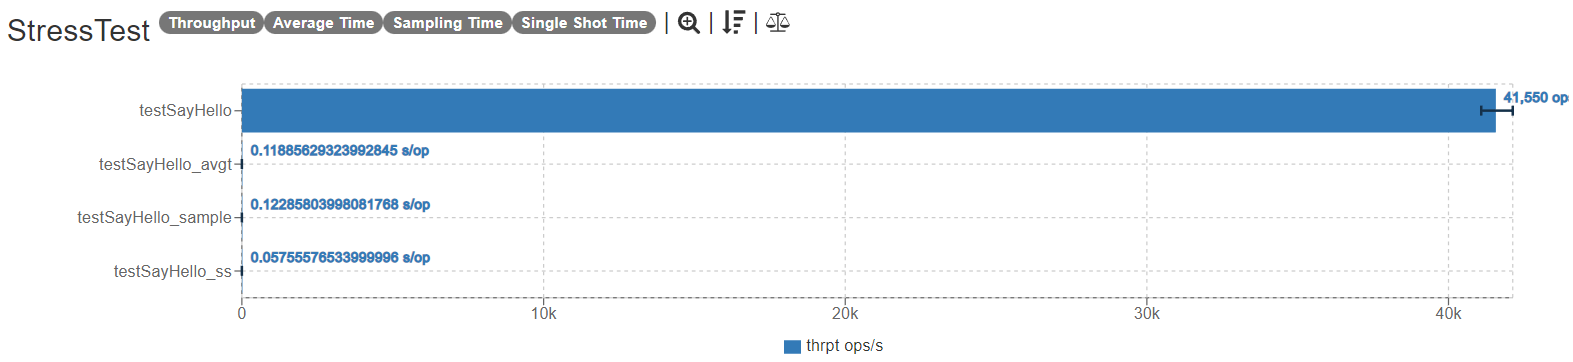 StressTest Throughput Average Time Sampling Time Single Shot Time
testSayHello 41,550 op
testSayHello_avgt 0.11885629323992845 s/op
testSayHello_sample 0.12285803998081768 s/op
testSayHello_ss 0.05755576533999996 s/op
0 10k 20k 30k 40k
thrpt ops/s